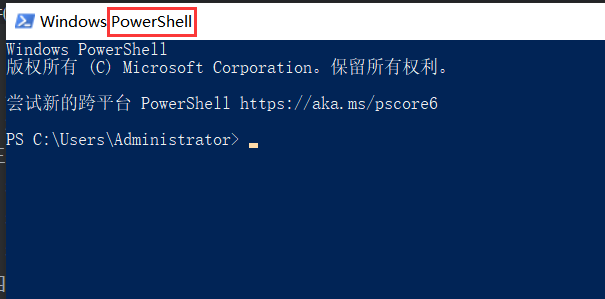 Windows PowerShell
Windows PowerShell
版权所有 (C) Microsoft Corporation。保留所有权利。
尝试新的跨平台 PowerShell https://aka.ms/pscore6
PS C:\Users\Administrator>